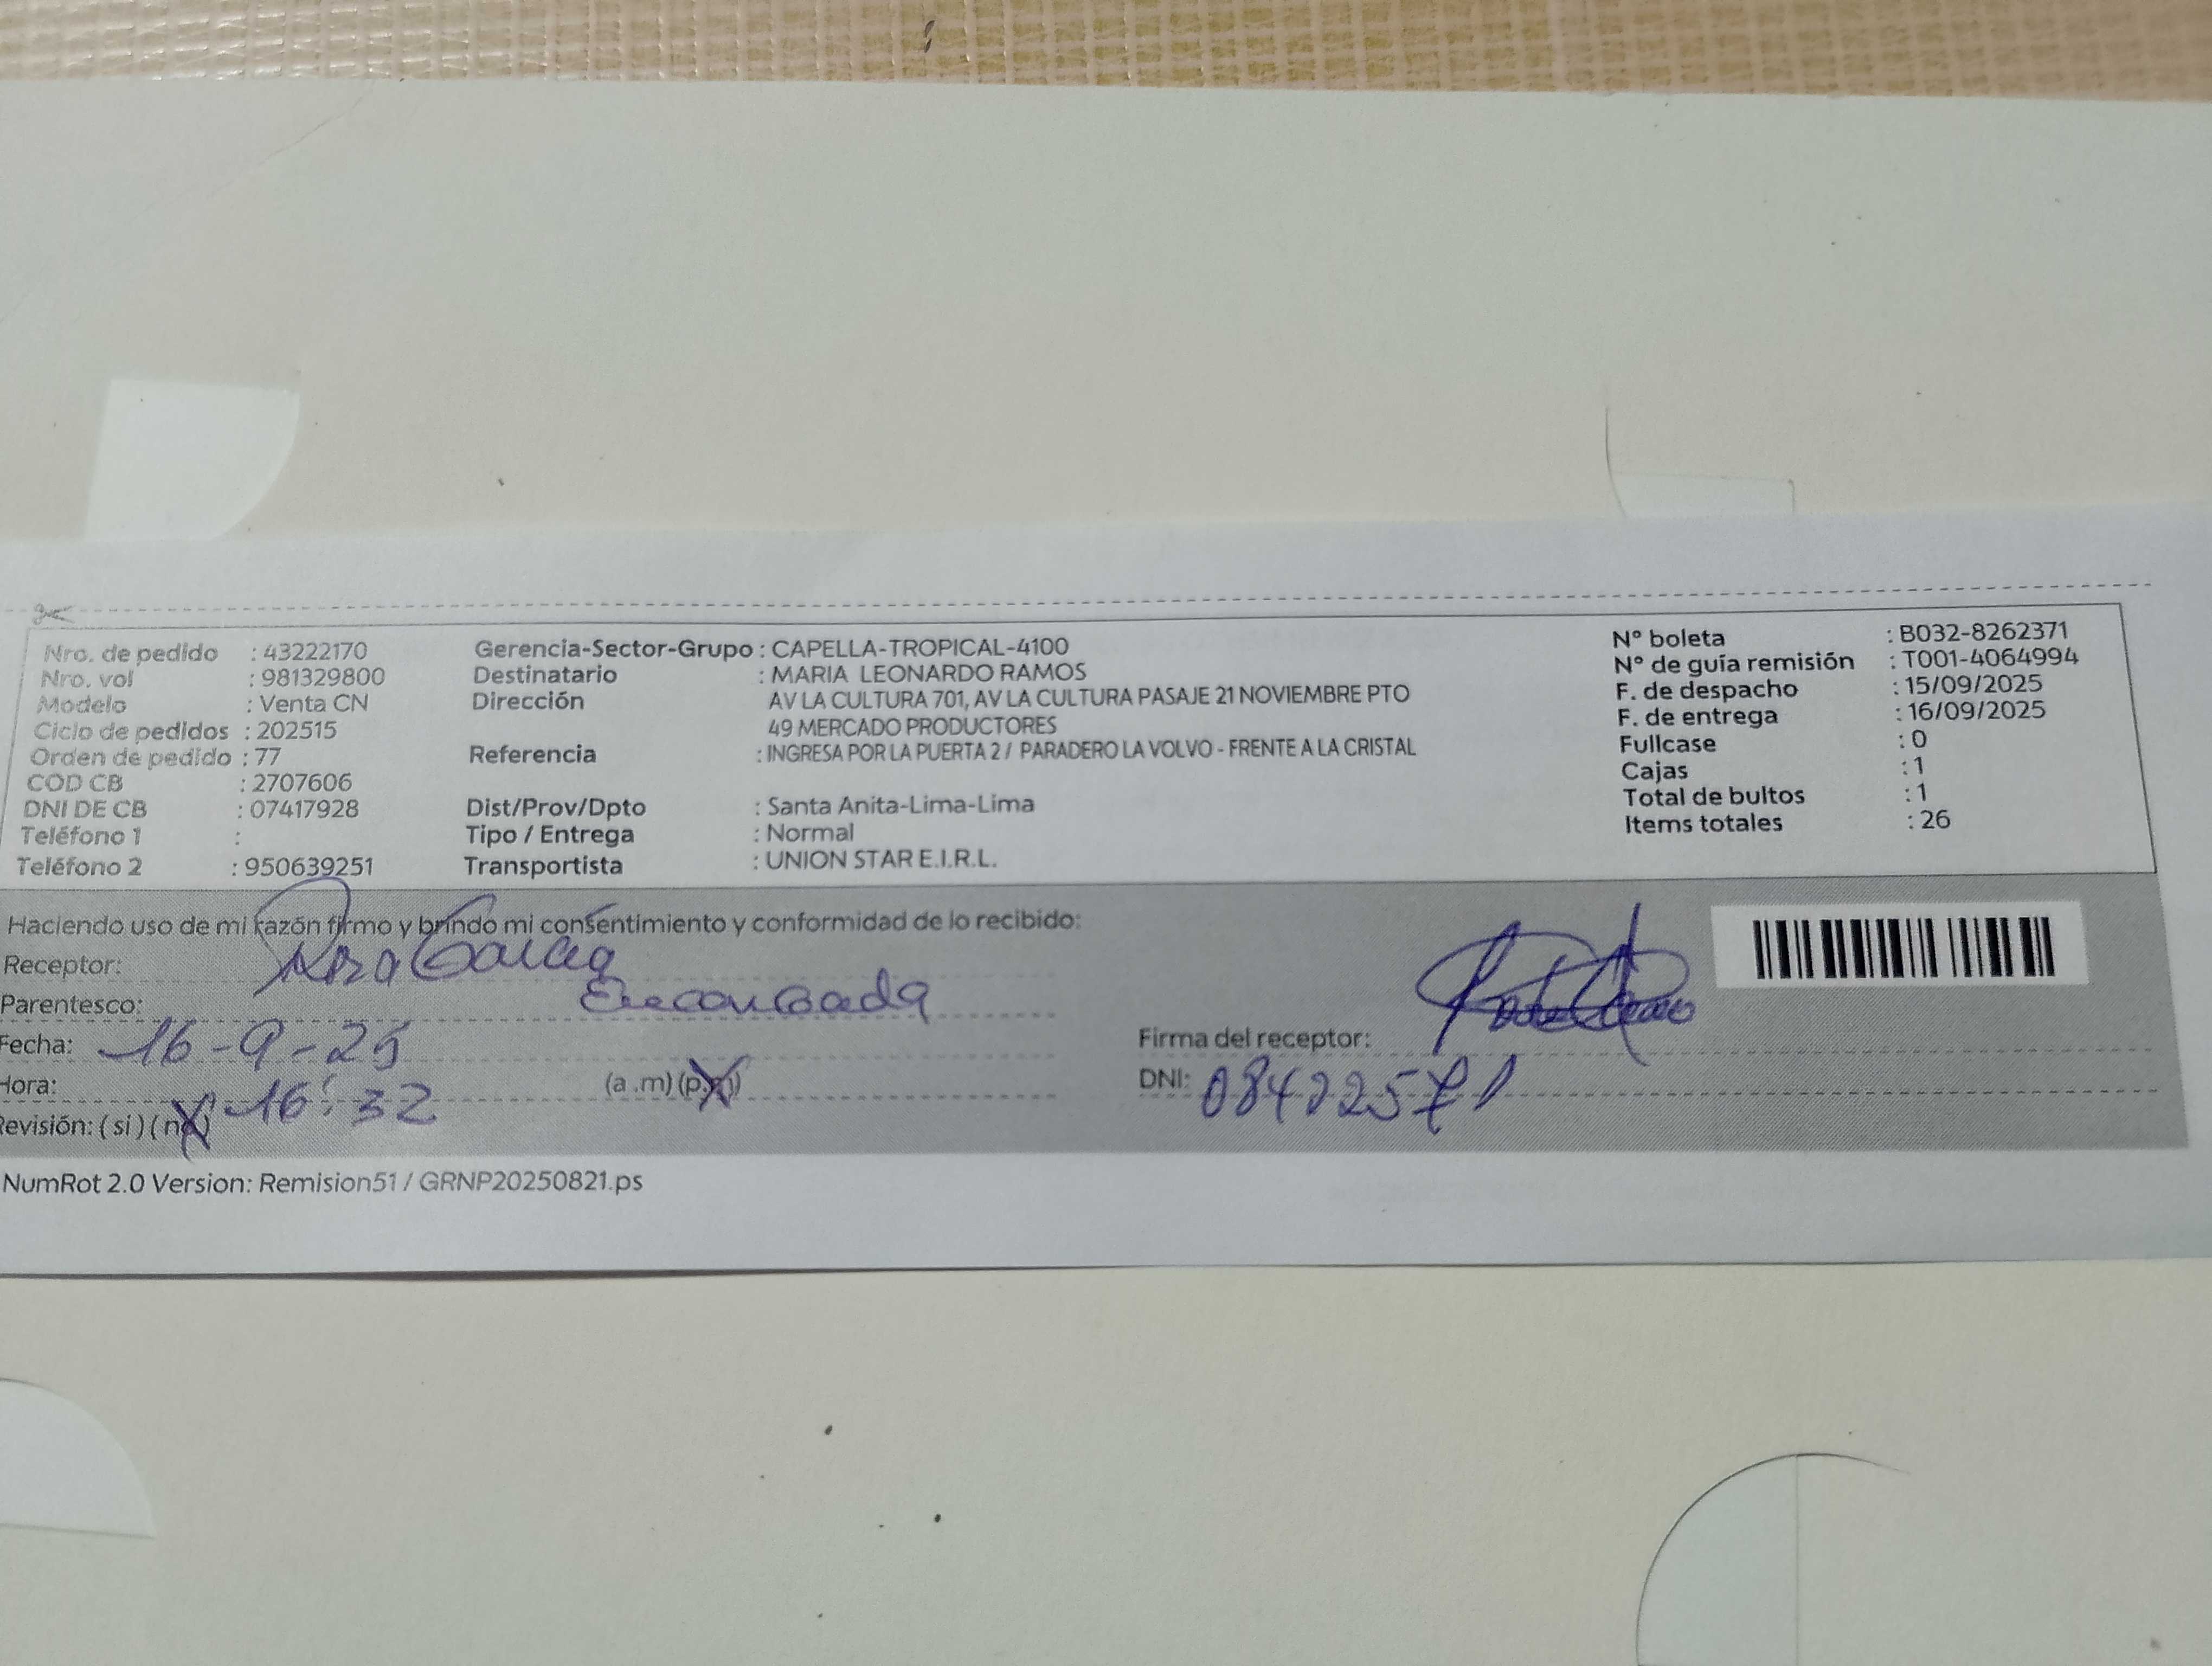 Nro. de pedido : 43222170
Nro. vol : 981329800
Modelo : Venta CN
Ciclo de pedidos : 202515
Orden de pedido : 77
COD CB : 2707606
DNI DE CB : 07417928
Teléfono 1 :
Teléfono 2 : 950639251
Gerencia-Sector-Grupo : CAPELLA-TROPICAL-4100
Destinatario : MARIA LEONARDO RAMOS
Dirección AV LA CULTURA 701, AV LA CULTURA PASAJE 21 NOVIEMBRE PTO
49 MERCADO PRODUCTORES
Referencia : INGRESA POR LA PUERTA 2 / PARADERO LA VOLVO - FRENTE A LA CRISTAL
Dist/Prov/Dpto : Santa Anita-Lima-Lima
Tipo / Entrega : Normal
Transportista : UNION STAR E.I.R.L.
N° boleta : B032-8262371
N° de guía remisión : T001-4064994
F. de despacho : 15/09/2025
F. de entrega : 16/09/2025
Fullcase : 0
Cajas : 1
Total de bultos : 1
Items totales : 26
Haciendo uso de mi razón firmo y brindo mi consentimiento y conformidad de lo recibido:
Receptor: Rosa García
Parentesco: Encargada
Fecha: 16-9-25
Hora: 16:32 (a.m) (p.m)
Revisión: (si) (no)
Firma del receptor:
DNI:
NumRot 2.0 Version: Remision51 / GRNP20250821.ps